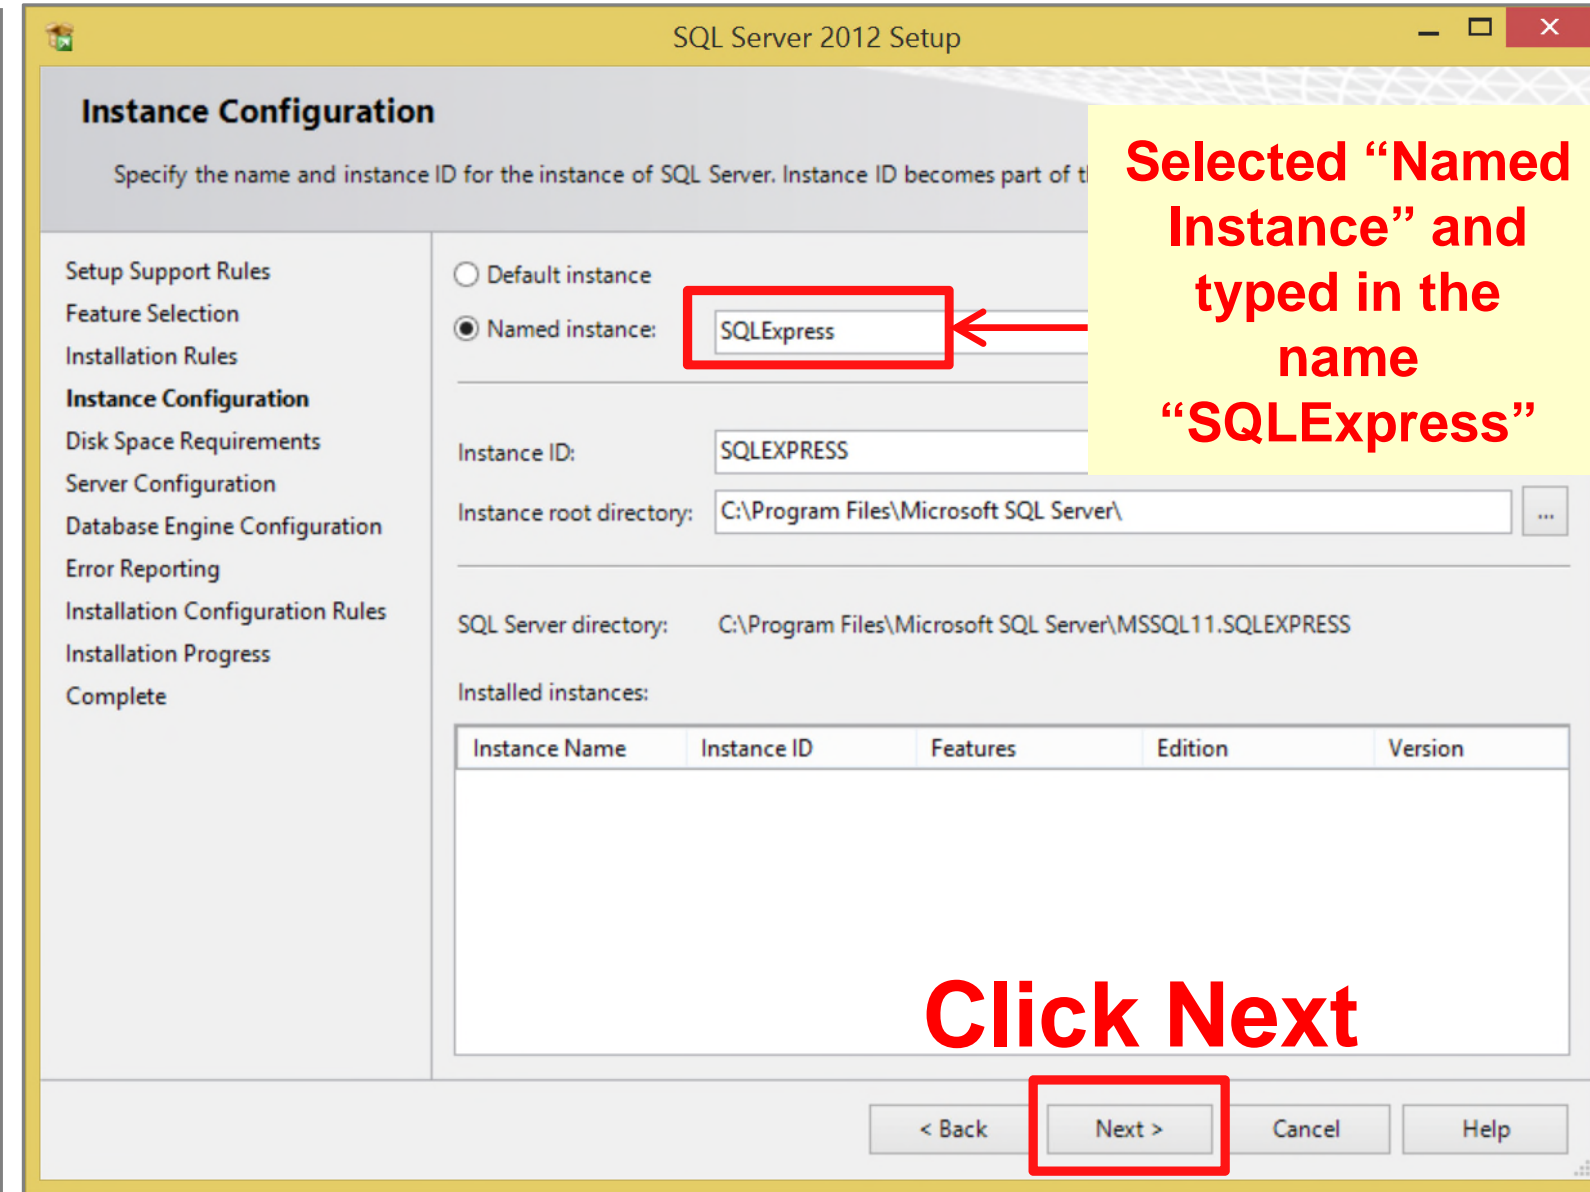 SQL Server 2012 Setup
Instance Configuration
Specify the name and instance ID for the instance of SQL Server. Instance ID becomes part of
Selected “Named
Instance” and
typed in the
name
“SQLExpress”
Setup Support Rules
Feature Selection
Installation Rules
Instance Configuration
Disk Space Requirements
Server Configuration
Database Engine Configuration
Error Reporting
Installation Configuration Rules
Installation Progress
Complete
Default instance
Named instance: SQLExpress
Instance ID: SQLEXPRESS
Instance root directory: C:\Program Files\Microsoft SQL Server\ ...
SQL Server directory: C:\Program Files\Microsoft SQL Server\MSSQL11.SQLEXPRESS
Installed instances:
Instance Name Instance ID Features Edition Version
Click Next
< Back Next > Cancel Help